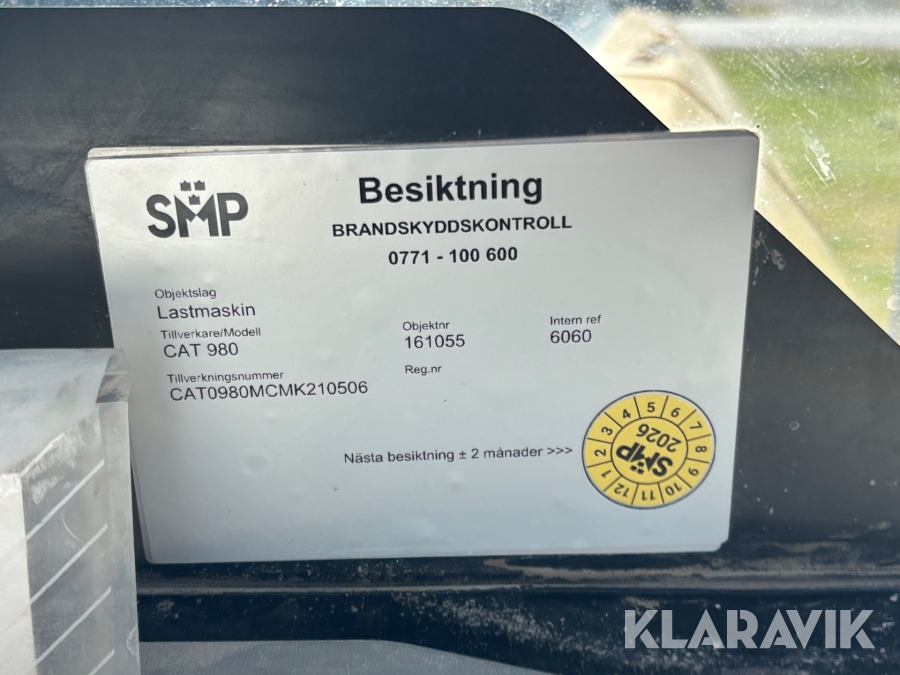 SMP
Besiktning
BRANDSKYDDSKONTROLL
0771 - 100 600
Objektslag
Lastmaskin
Tillverkare/Modell
CAT 980
Objektnr
161055
Intern ref
6060
Tillverkningsnummer
CAT0980MCMK210506
Reg.nr
Nästa besiktning ± 2 månader >>>
1 2 3 4 5 6 7 8 9 10 11 12
SMP
2026
KLARAVIK